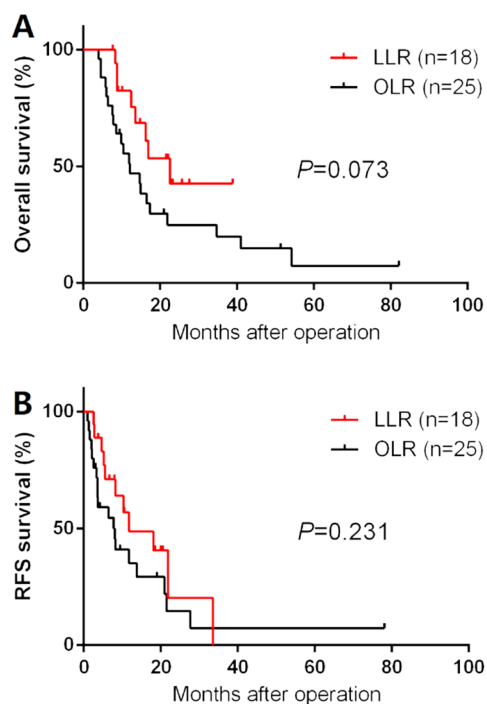 A
Overall survival (%)
100
50
0
LLR (n=18)
OLR (n=25)
P=0.073
0 20 40 60 80 100
Months after operation
B
RFS survival (%)
100
50
0
LLR (n=18)
OLR (n=25)
P=0.231
0 20 40 60 80 100
Months after operation